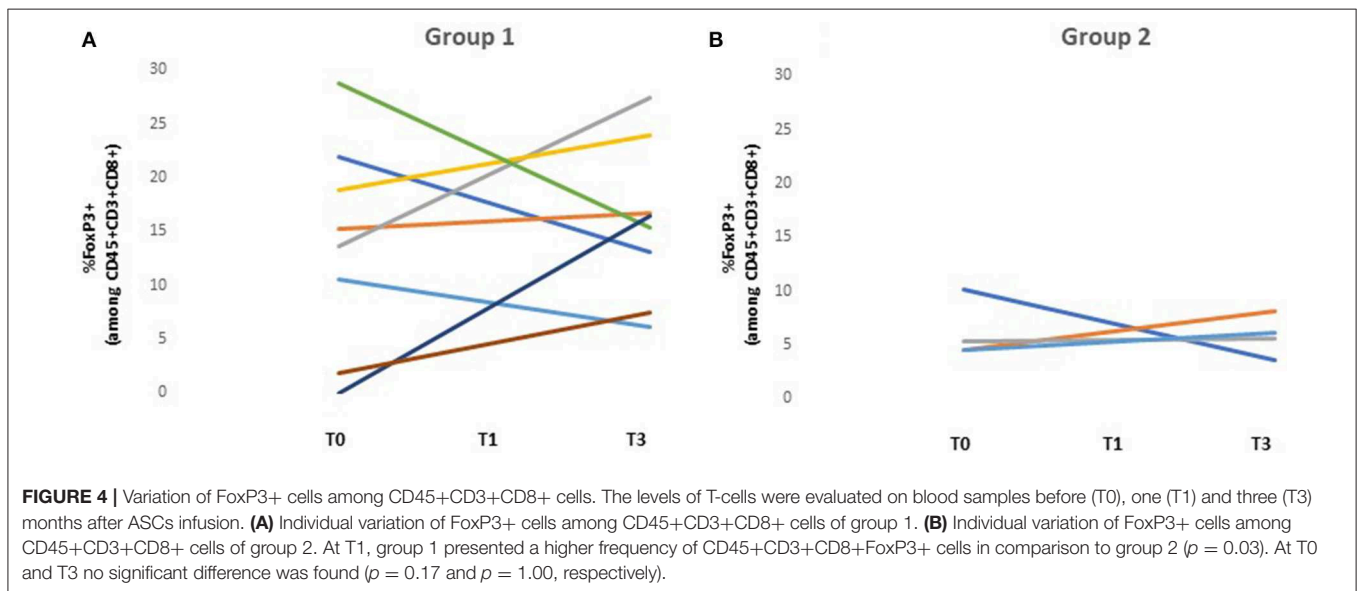 A
Group 1
%FoxP3+
(among CD45+CD3+CD8+)
30
25
20
15
10
5
0
T0
T1
T3
B
Group 2
%FoxP3+
(among CD45+CD3+CD8+)
30
25
20
15
10
5
0
T0
T1
T3
FIGURE 4 | Variation of FoxP3+ cells among CD45+CD3+CD8+ cells. The levels of T-cells were evaluated on blood samples before (T0), one (T1) and three (T3)
months after ASCs infusion. (A) Individual variation of FoxP3+ cells among CD45+CD3+CD8+ cells of group 1. (B) Individual variation of FoxP3+ cells among
CD45+CD3+CD8+ cells of group 2. At T1, group 1 presented a higher frequency of CD45+CD3+CD8+FoxP3+ cells in comparison to group 2 (p = 0.03). At T0
and T3 no significant difference was found (p = 0.17 and p = 1.00, respectively).